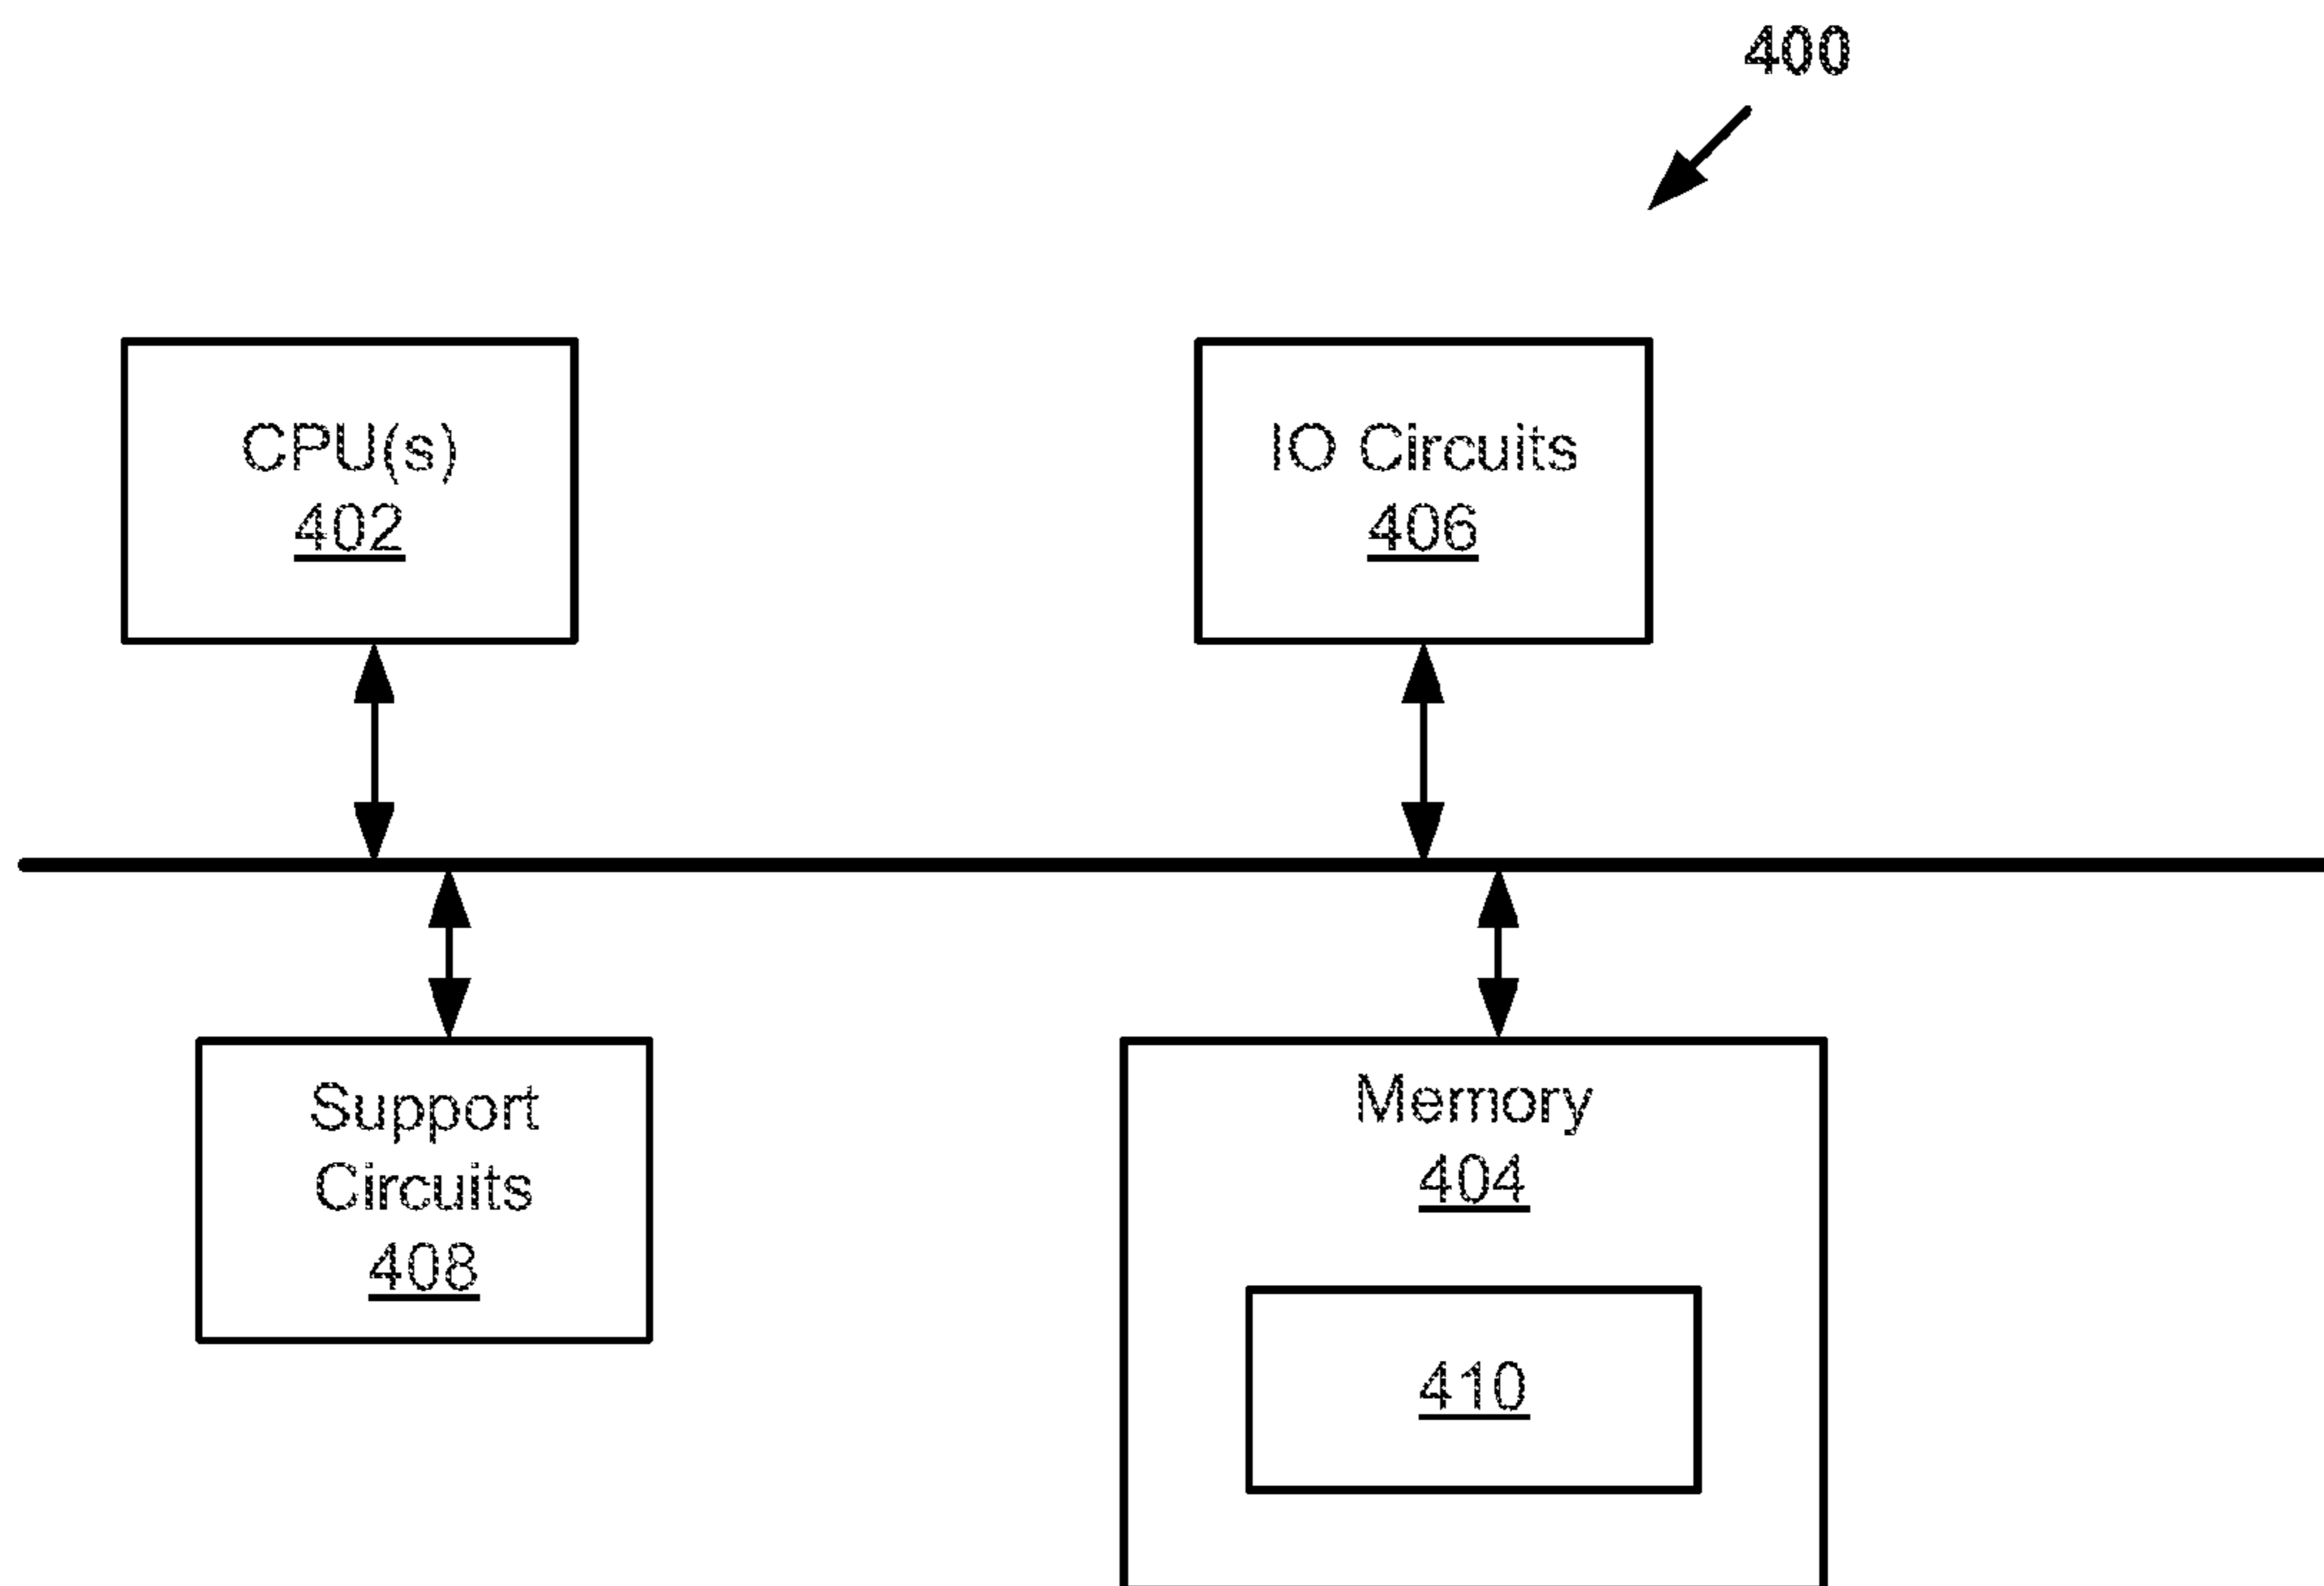 400
CPU(s)
402
IO Circuits
406
Support
Circuits
408
Memory
404
410